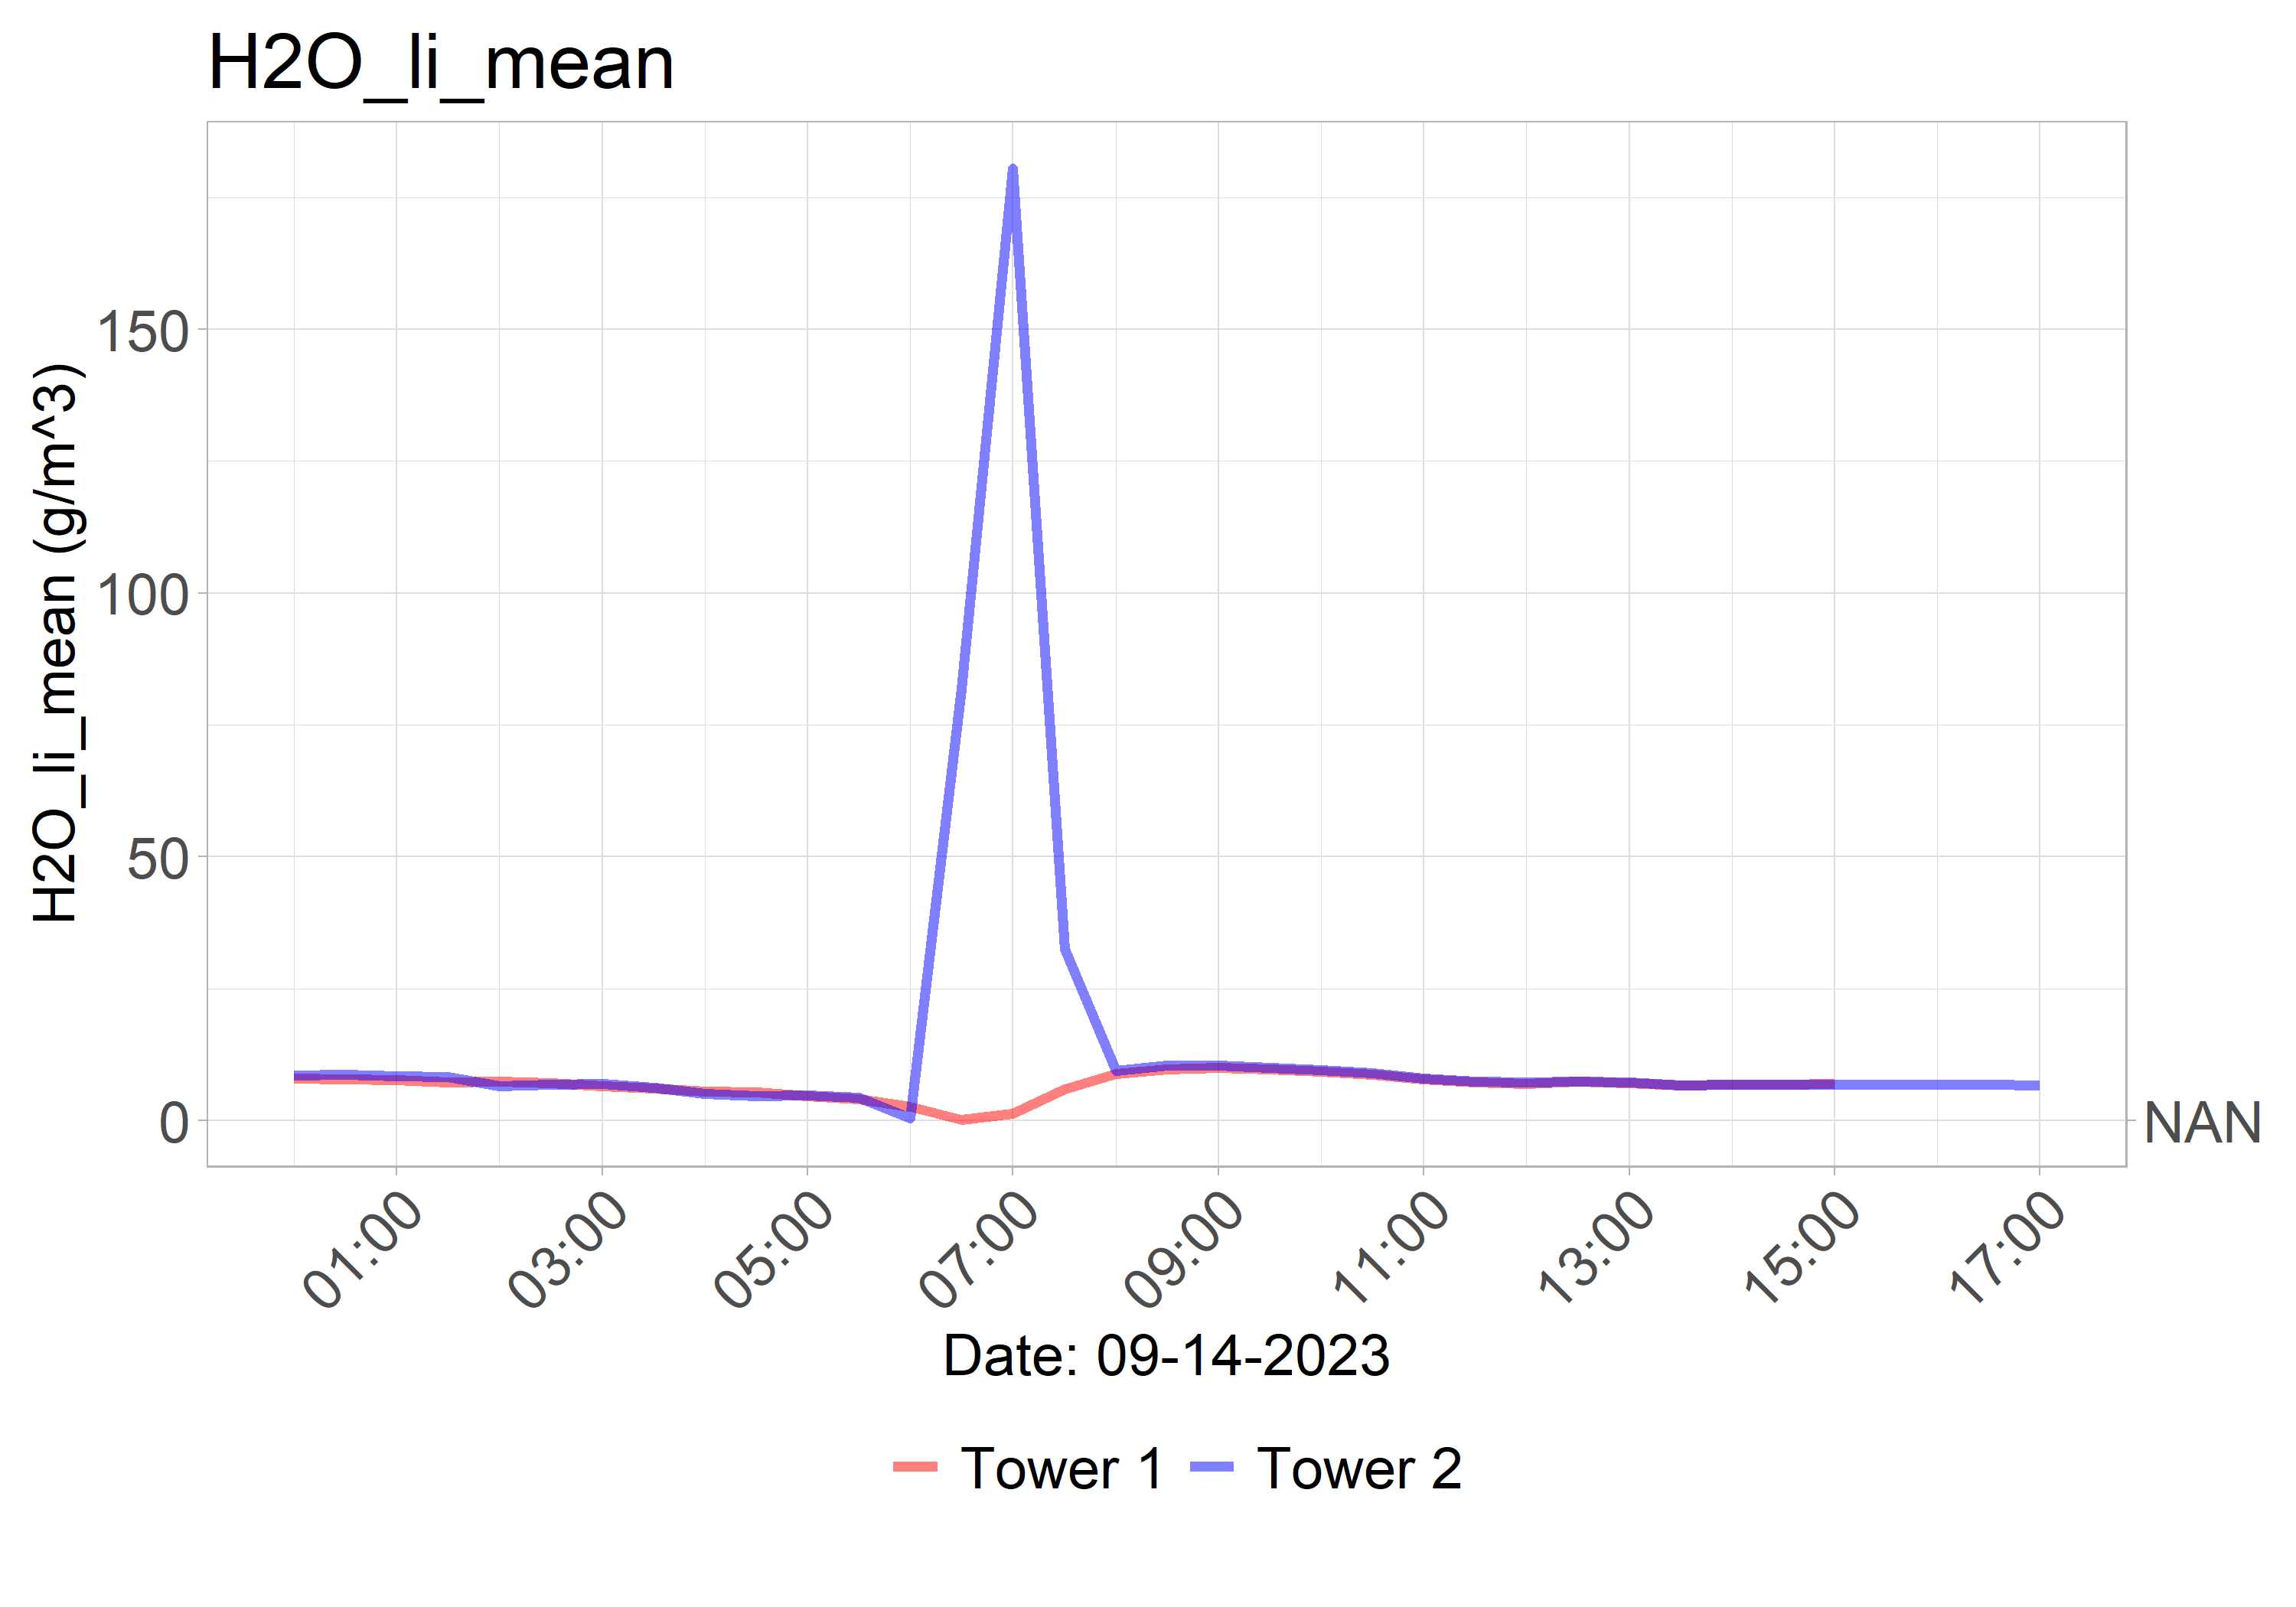 H2O_li_mean
H2O_li_mean (g/m^3)
150
100
50
0
NAN
01:00
03:00
05:00
07:00
09:00
11:00
13:00
15:00
17:00
Date: 09-14-2023
Tower 1
Tower 2